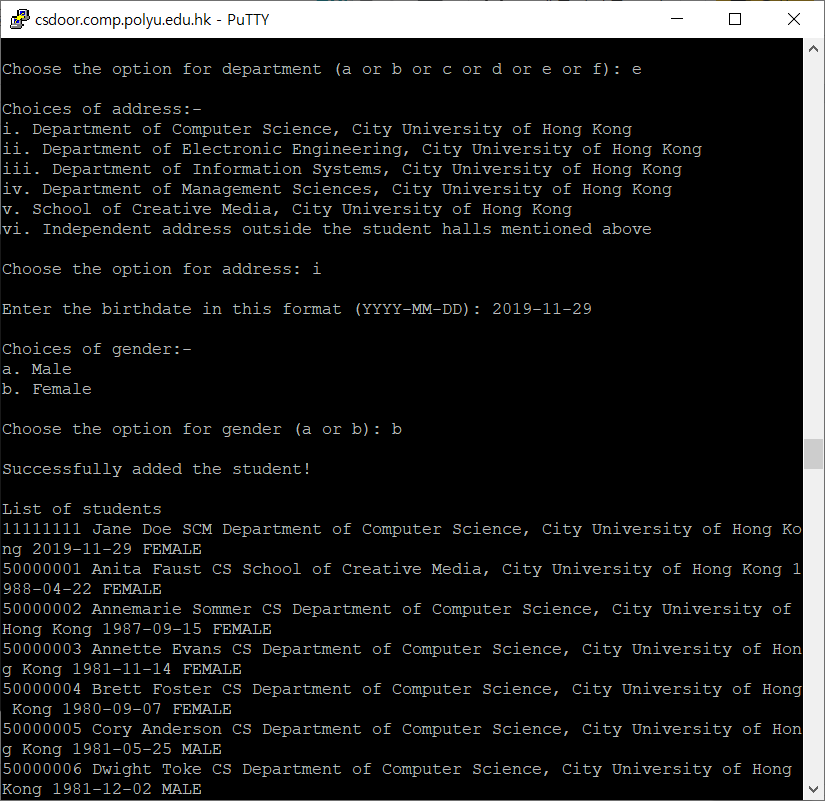 csdoor.comp.polyu.edu.hk - PuTTY
Choose the option for department (a or b or c or d or e or f): e
Choices of address:-
i. Department of Computer Science, City University of Hong Kong
ii. Department of Electronic Engineering, City University of Hong Kong
iii. Department of Information Systems, City University of Hong Kong
iv. Department of Management Sciences, City University of Hong Kong
v. School of Creative Media, City University of Hong Kong
vi. Independent address outside the student halls mentioned above
Choose the option for address: i
Enter the birthdate in this format (YYYY-MM-DD): 2019-11-29
Choices of gender:-
a. Male
b. Female
Choose the option for gender (a or b): b
Successfully added the student!
List of students
11111111 Jane Doe SCM Department of Computer Science, City University of Hong Ko
ng 2019-11-29 FEMALE
50000001 Anita Faust CS School of Creative Media, City University of Hong Kong 1
988-04-22 FEMALE
50000002 Annemarie Sommer CS Department of Computer Science, City University of
Hong Kong 1987-09-15 FEMALE
50000003 Annette Evans CS Department of Computer Science, City University of Hon
g Kong 1981-11-14 FEMALE
50000004 Brett Foster CS Department of Computer Science, City University of Hong
 Kong 1980-09-07 FEMALE
50000005 Cory Anderson CS Department of Computer Science, City University of Hon
g Kong 1981-05-25 MALE
50000006 Dwight Toke CS Department of Computer Science, City University of Hong
Kong 1981-12-02 MALE